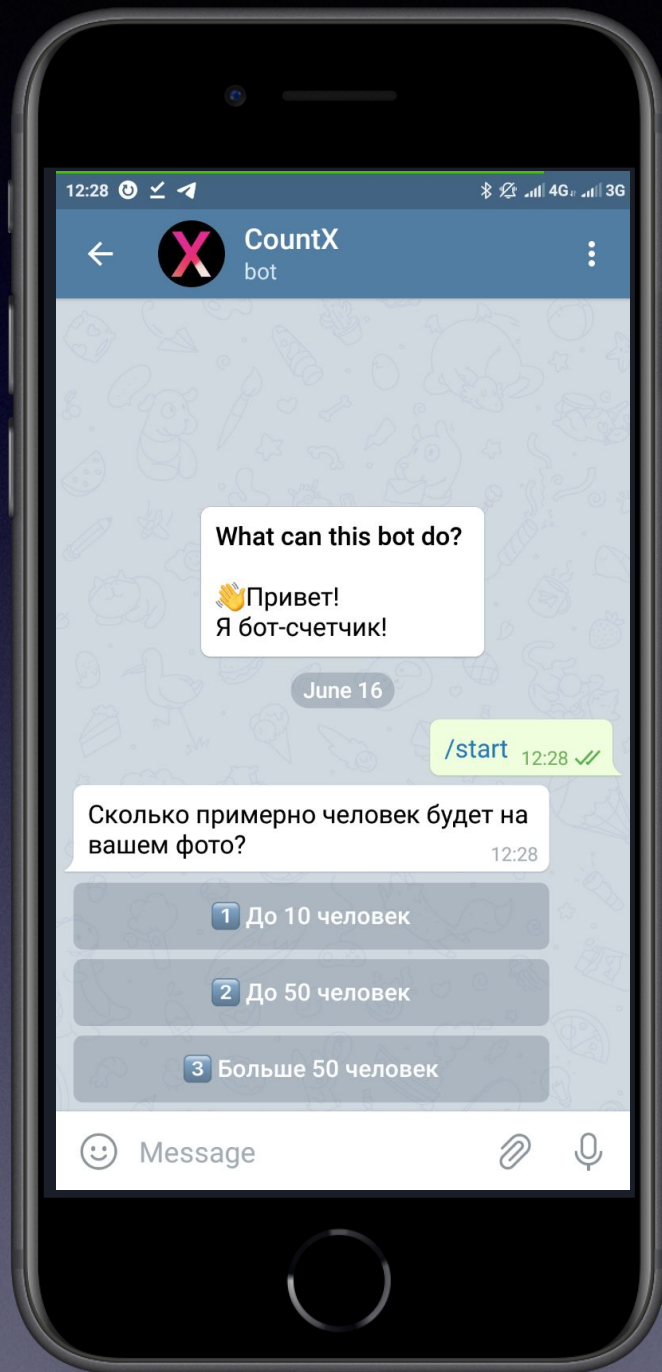 12:28
4G
3G
CountX
bot
What can this bot do?
👋Привет!
Я бот-счетчик!
June 16
/start 12:28
Сколько примерно человек будет на
вашем фото?
12:28
1️⃣ До 10 человек
2️⃣ До 50 человек
3️⃣ Больше 50 человек
Message